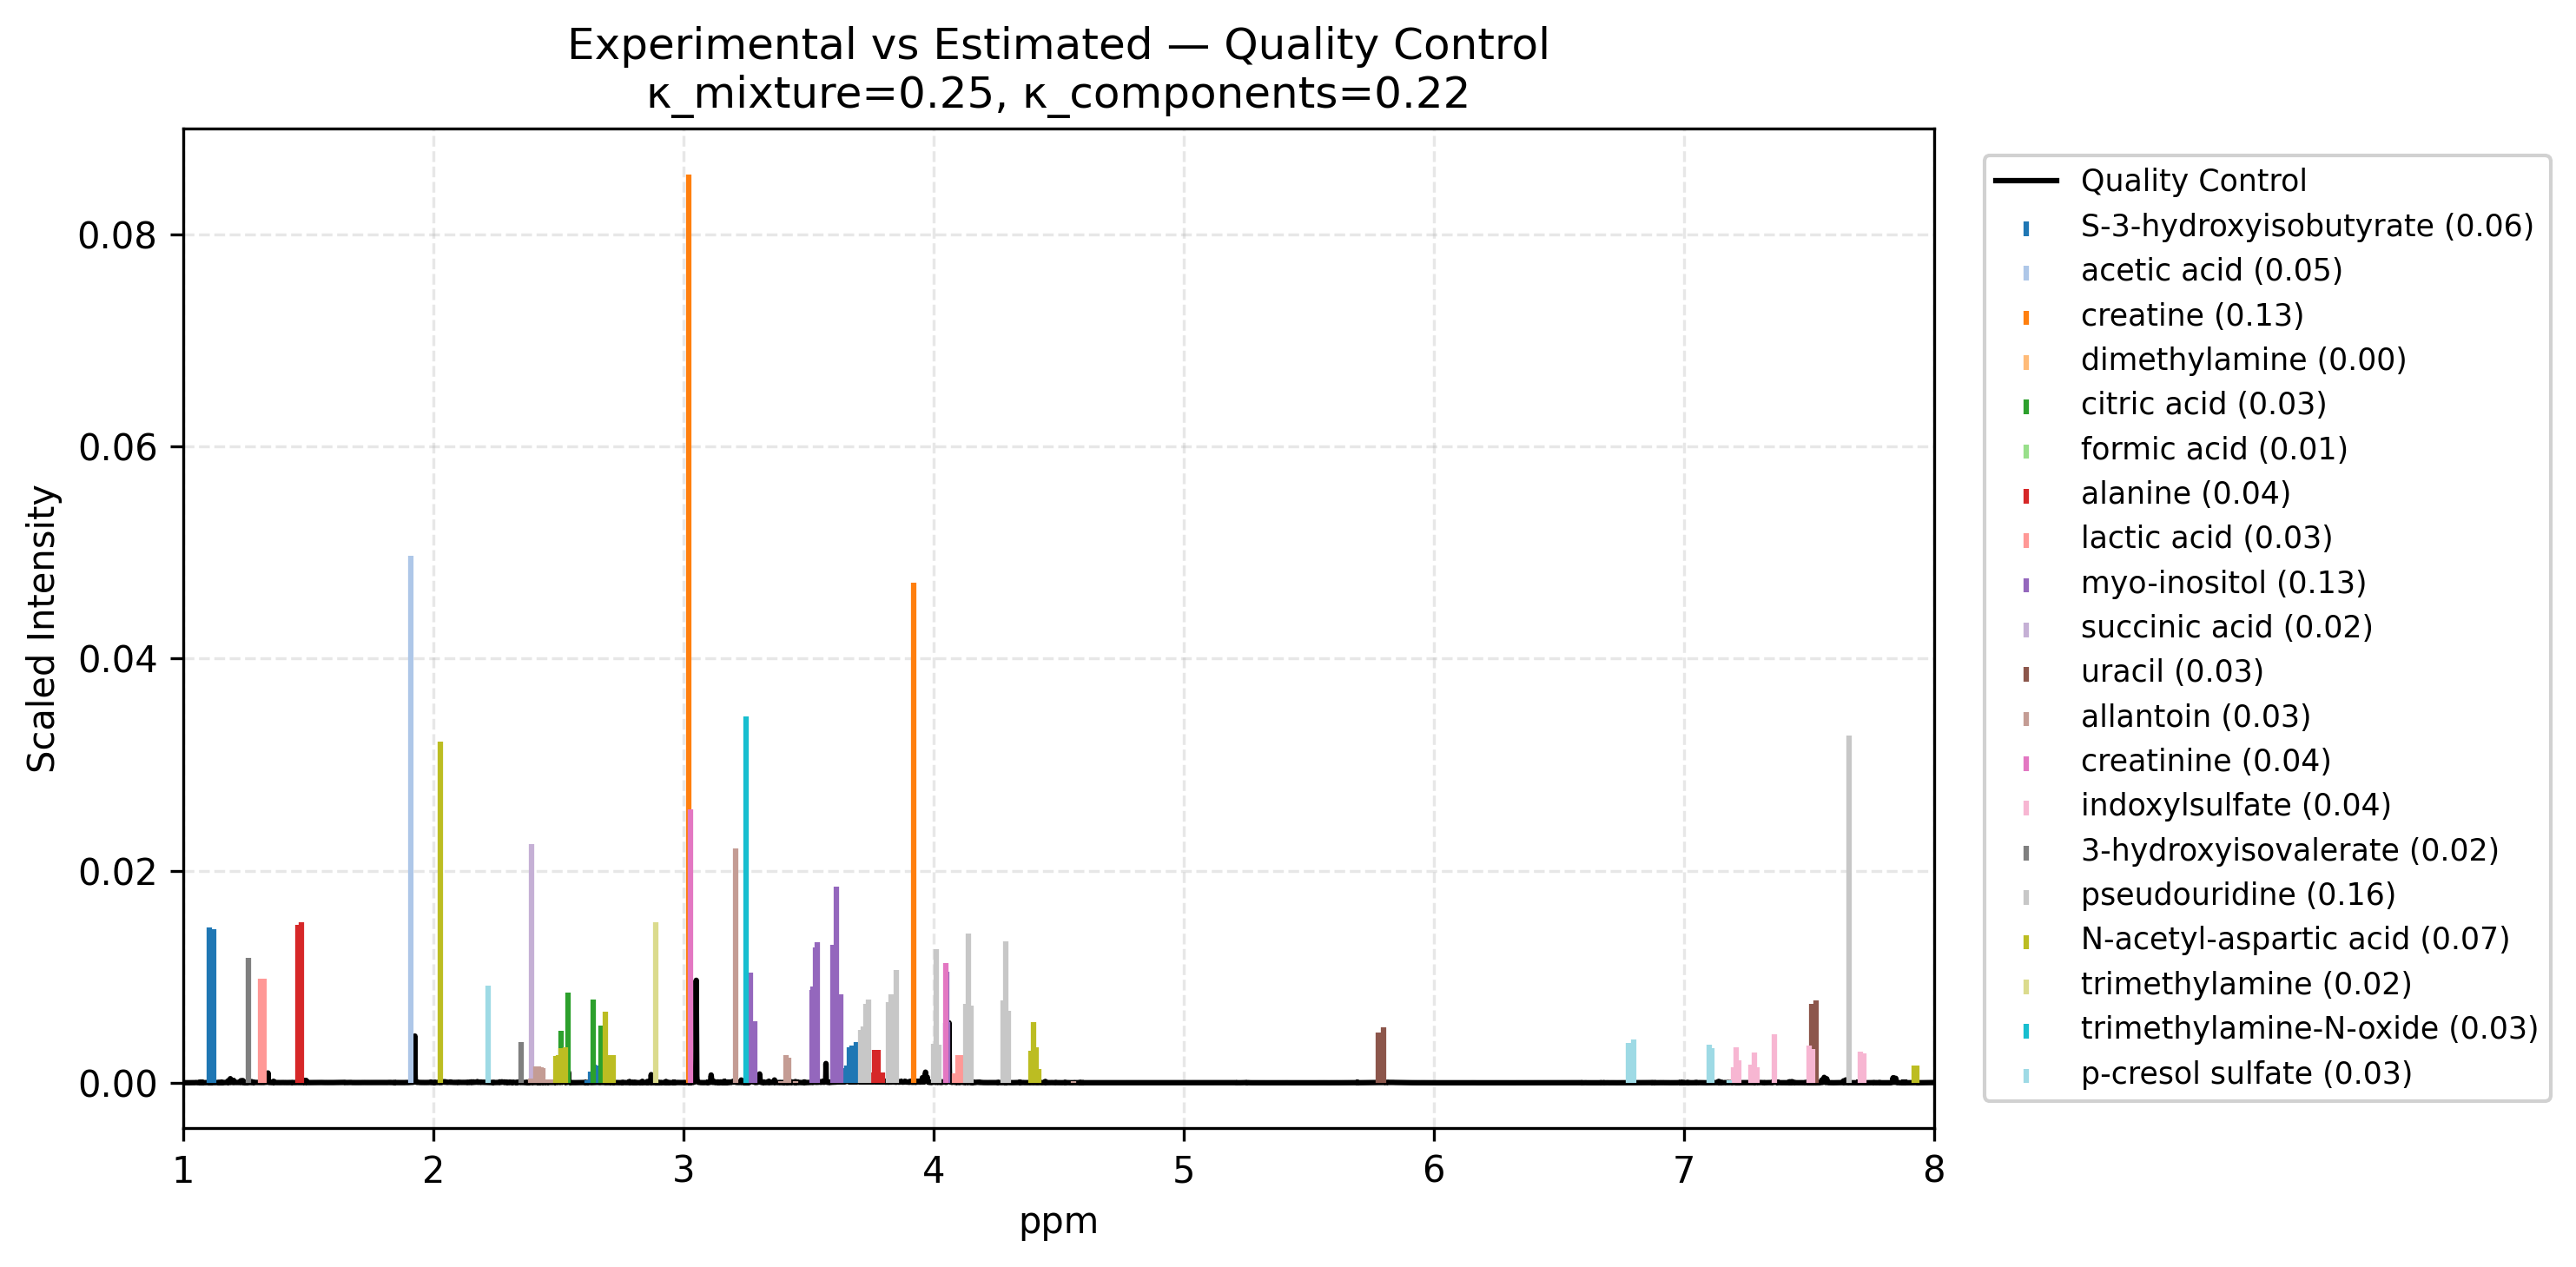 Experimental vs Estimated — Quality Control
κ_mixture=0.25, κ_components=0.22
Scaled Intensity
0.08
0.06
0.04
0.02
0.00
1 2 3 4 5 6 7 8
ppm
Quality Control
S-3-hydroxyisobutyrate (0.06)
acetic acid (0.05)
creatine (0.13)
dimethylamine (0.00)
citric acid (0.03)
formic acid (0.01)
alanine (0.04)
lactic acid (0.03)
myo-inositol (0.13)
succinic acid (0.02)
uracil (0.03)
allantoin (0.03)
creatinine (0.04)
indoxylsulfate (0.04)
3-hydroxyisovalerate (0.02)
pseudouridine (0.16)
N-acetyl-aspartic acid (0.07)
trimethylamine (0.02)
trimethylamine-N-oxide (0.03)
p-cresol sulfate (0.03)